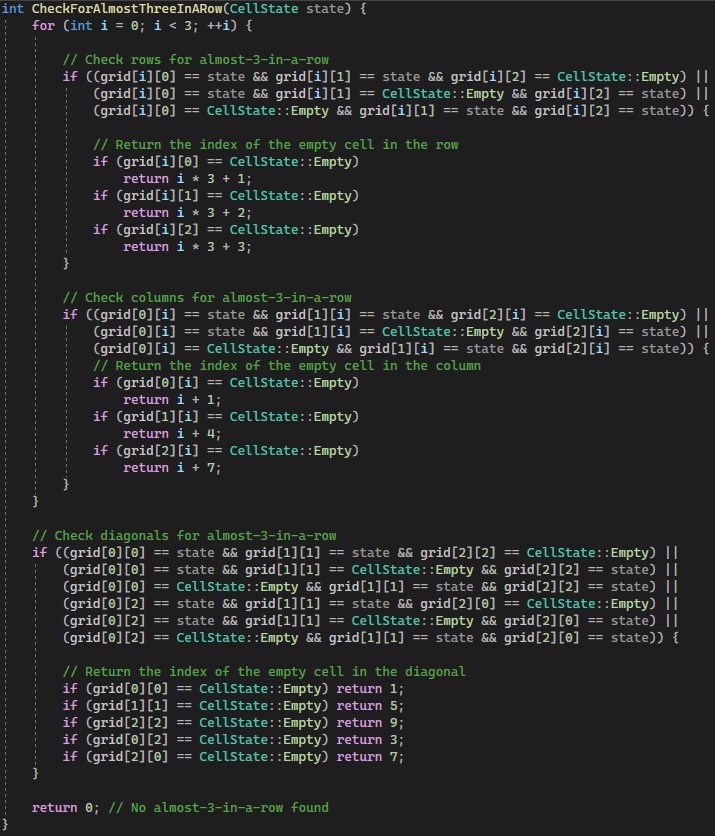 int CheckForAlmostThreeInARow(CellState state) {
    for (int i = 0; i < 3; ++i) {

        // Check rows for almost-3-in-a-row
        if ((grid[i][0] == state && grid[i][1] == state && grid[i][2] == CellState::Empty) ||
            (grid[i][0] == state && grid[i][1] == CellState::Empty && grid[i][2] == state) ||
            (grid[i][0] == CellState::Empty && grid[i][1] == state && grid[i][2] == state)) {

            // Return the index of the empty cell in the row
            if (grid[i][0] == CellState::Empty)
                return i * 3 + 1;
            if (grid[i][1] == CellState::Empty)
                return i * 3 + 2;
            if (grid[i][2] == CellState::Empty)
                return i * 3 + 3;
        }

        // Check columns for almost-3-in-a-row
        if ((grid[0][i] == state && grid[1][i] == state && grid[2][i] == CellState::Empty) ||
            (grid[0][i] == state && grid[1][i] == CellState::Empty && grid[2][i] == state) ||
            (grid[0][i] == CellState::Empty && grid[1][i] == state && grid[2][i] == state)) {
            // Return the index of the empty cell in the column
            if (grid[0][i] == CellState::Empty)
                return i + 1;
            if (grid[1][i] == CellState::Empty)
                return i + 4;
            if (grid[2][i] == CellState::Empty)
                return i + 7;
        }
    }

    // Check diagonals for almost-3-in-a-row
    if ((grid[0][0] == state && grid[1][1] == state && grid[2][2] == CellState::Empty) ||
        (grid[0][0] == state && grid[1][1] == CellState::Empty && grid[2][2] == state) ||
        (grid[0][0] == CellState::Empty && grid[1][1] == state && grid[2][2] == state) ||
        (grid[0][2] == state && grid[1][1] == state && grid[2][0] == CellState::Empty) ||
        (grid[0][2] == state && grid[1][1] == CellState::Empty && grid[2][0] == state) ||
        (grid[0][2] == CellState::Empty && grid[1][1] == state && grid[2][0] == state)) {

        // Return the index of the empty cell in the diagonal
        if (grid[0][0] == CellState::Empty) return 1;
        if (grid[1][1] == CellState::Empty) return 5;
        if (grid[2][2] == CellState::Empty) return 9;
        if (grid[0][2] == CellState::Empty) return 3;
        if (grid[2][0] == CellState::Empty) return 7;
    }

    return 0; // No almost-3-in-a-row found
}